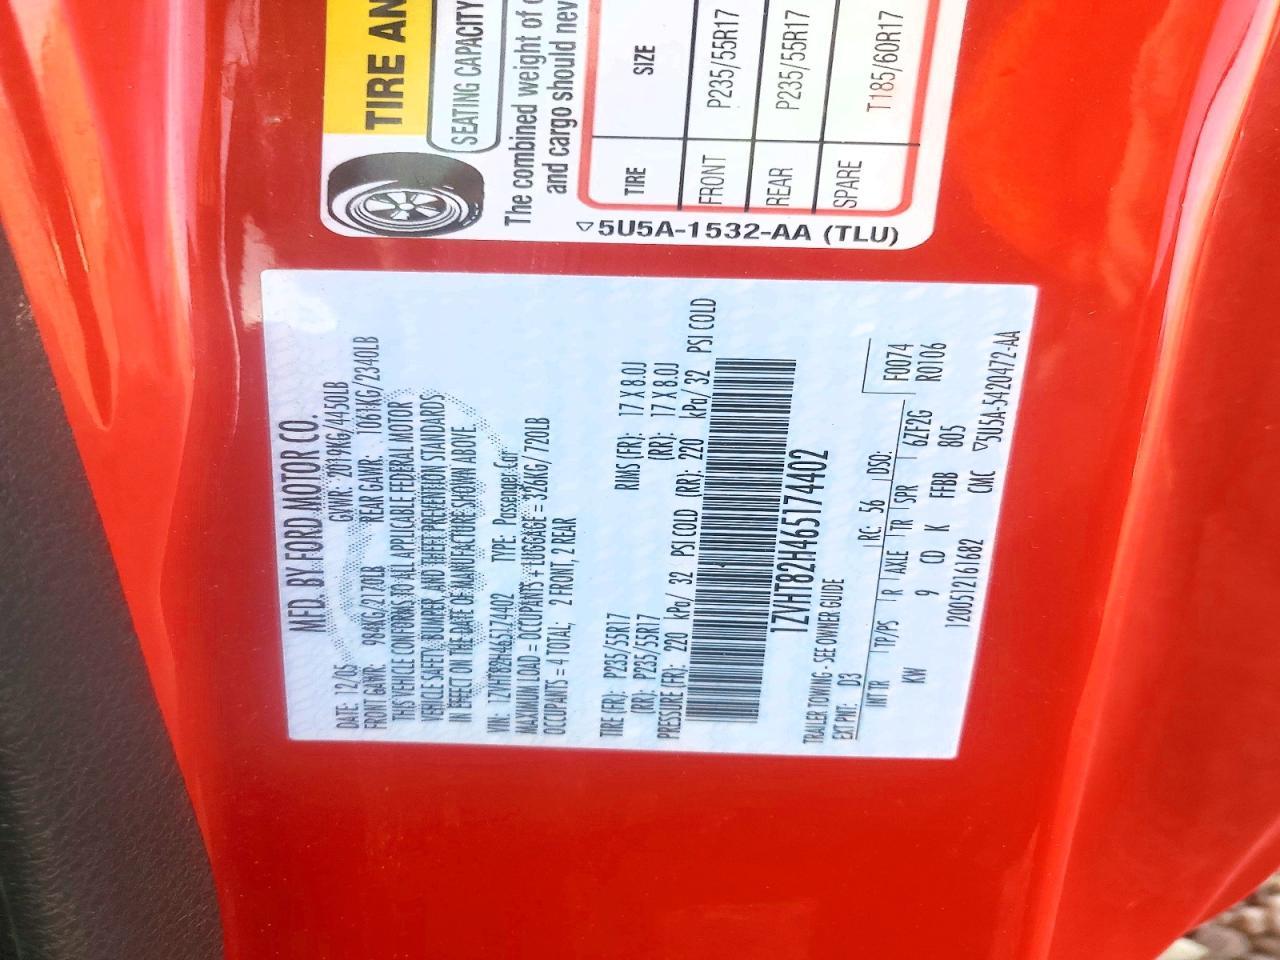 TIRE AN
SEATING CAPACITY
The combined weight of
and cargo should nev
TIRE SIZE
FRONT P235/55R17
REAR P235/55R17
SPARE T185/60R17
▽5U5A-1532-AA (TLU)
MFD. BY FORD MOTOR CO.
DATE: 12/05 GVWR: 2019KG/4450LB
FRONT GAWR: 984KG/2170LB REAR GAWR: 1061KG/2340LB
THIS VEHICLE CONFORMS TO ALL APPLICABLE FEDERAL MOTOR
VEHICLE SAFETY, BUMPER, AND THEFT PREVENTION STANDARDS
IN EFFECT ON THE DATE OF MANUFACTURE SHOWN ABOVE.
VIN: 1ZVHT82H465174402 TYPE: Passenger Car
MAXIMUM LOAD = OCCUPANTS + LUGGAGE = 326KG/720LB
OCCUPANTS = 4 TOTAL; 2 FRONT, 2 REAR
TIRE (FR): P235/55R17 RIMS (FR): 17 X 8.0J
(RR): P235/55R17 (RR): 17 X 8.0J
PRESSURE (FR): 220 kPa/ 32 PSI COLD (RR): 220 kPa/ 32 PSI COLD
1ZVHT82H465174402
TRAILER TOWING - SEE OWNER GUIDE
EXT PNT: D3 RC: 56 DSO: F0074
INT TR TP/PS R AXLE TR SPR 6ZF2G R0106
KW 9 CD K FFBB 805
1200512161682 CMC ▽5U5A-5420472-AA